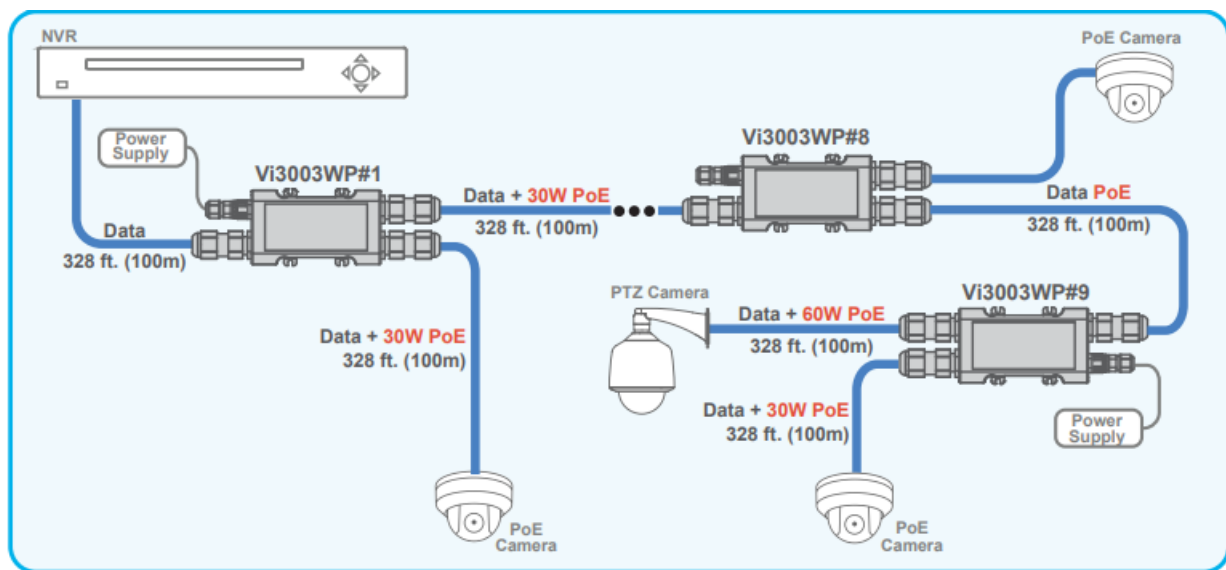 NVR
PoE Camera
Power
Supply
Vi3003WP#8
Vi3003WP#1
Data + 30W PoE
328 ft. (100m)
Data PoE
328 ft. (100m)
Data
328 ft. (100m)
PTZ Camera
Vi3003WP#9
Data + 60W PoE
328 ft. (100m)
Data + 30W PoE
328 ft. (100m)
Data + 30W PoE
328 ft. (100m)
Power
Supply
PoE
Camera
PoE
Camera